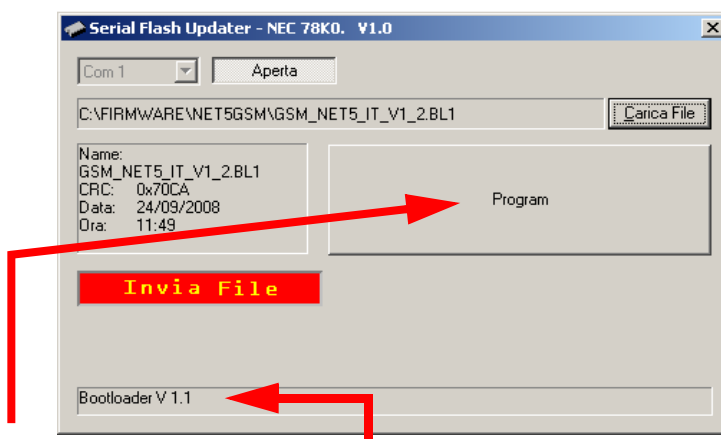 Serial Flash Updater - NEC 78K0. V1.0
Com 1
Aperta
C:\FIRMWARE\NET5GSM\GSM_NET5_IT_V1_2.BL1
Carica File
Name:
GSM_NET5_IT_V1_2.BL1
CRC: 0x70CA
Data: 24/09/2008
Ora: 11:49
Program
Invia File
Bootloader V 1.1